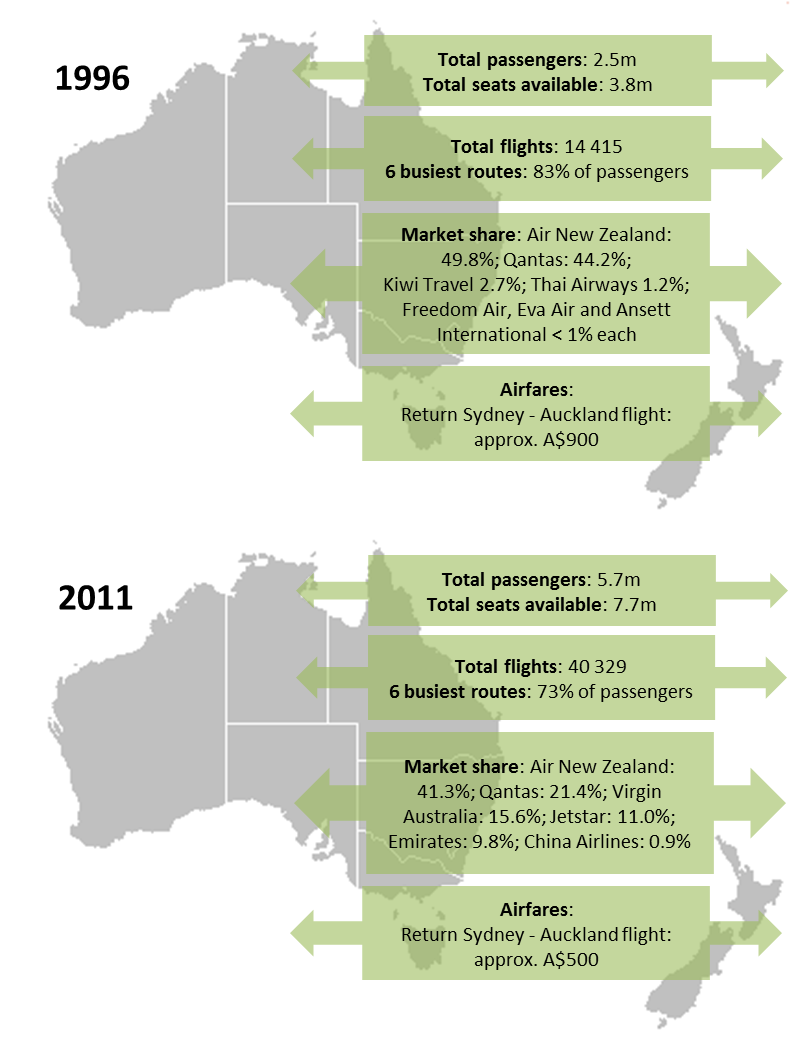 1996
Total passengers: 2.5m
Total seats available: 3.8m
Total flights: 14 415
6 busiest routes: 83% of passengers
Market share: Air New Zealand:
49.8%; Qantas: 44.2%;
Kiwi Travel 2.7%; Thai Airways 1.2%;
Freedom Air, Eva Air and Ansett
International < 1% each
Airfares:
Return Sydney - Auckland flight:
approx. A$900
2011
Total passengers: 5.7m
Total seats available: 7.7m
Total flights: 40 329
6 busiest routes: 73% of passengers
Market share: Air New Zealand:
41.3%; Qantas: 21.4%; Virgin
Australia: 15.6%; Jetstar: 11.0%;
Emirates: 9.8%; China Airlines: 0.9%
Airfares:
Return Sydney - Auckland flight:
approx. A$500